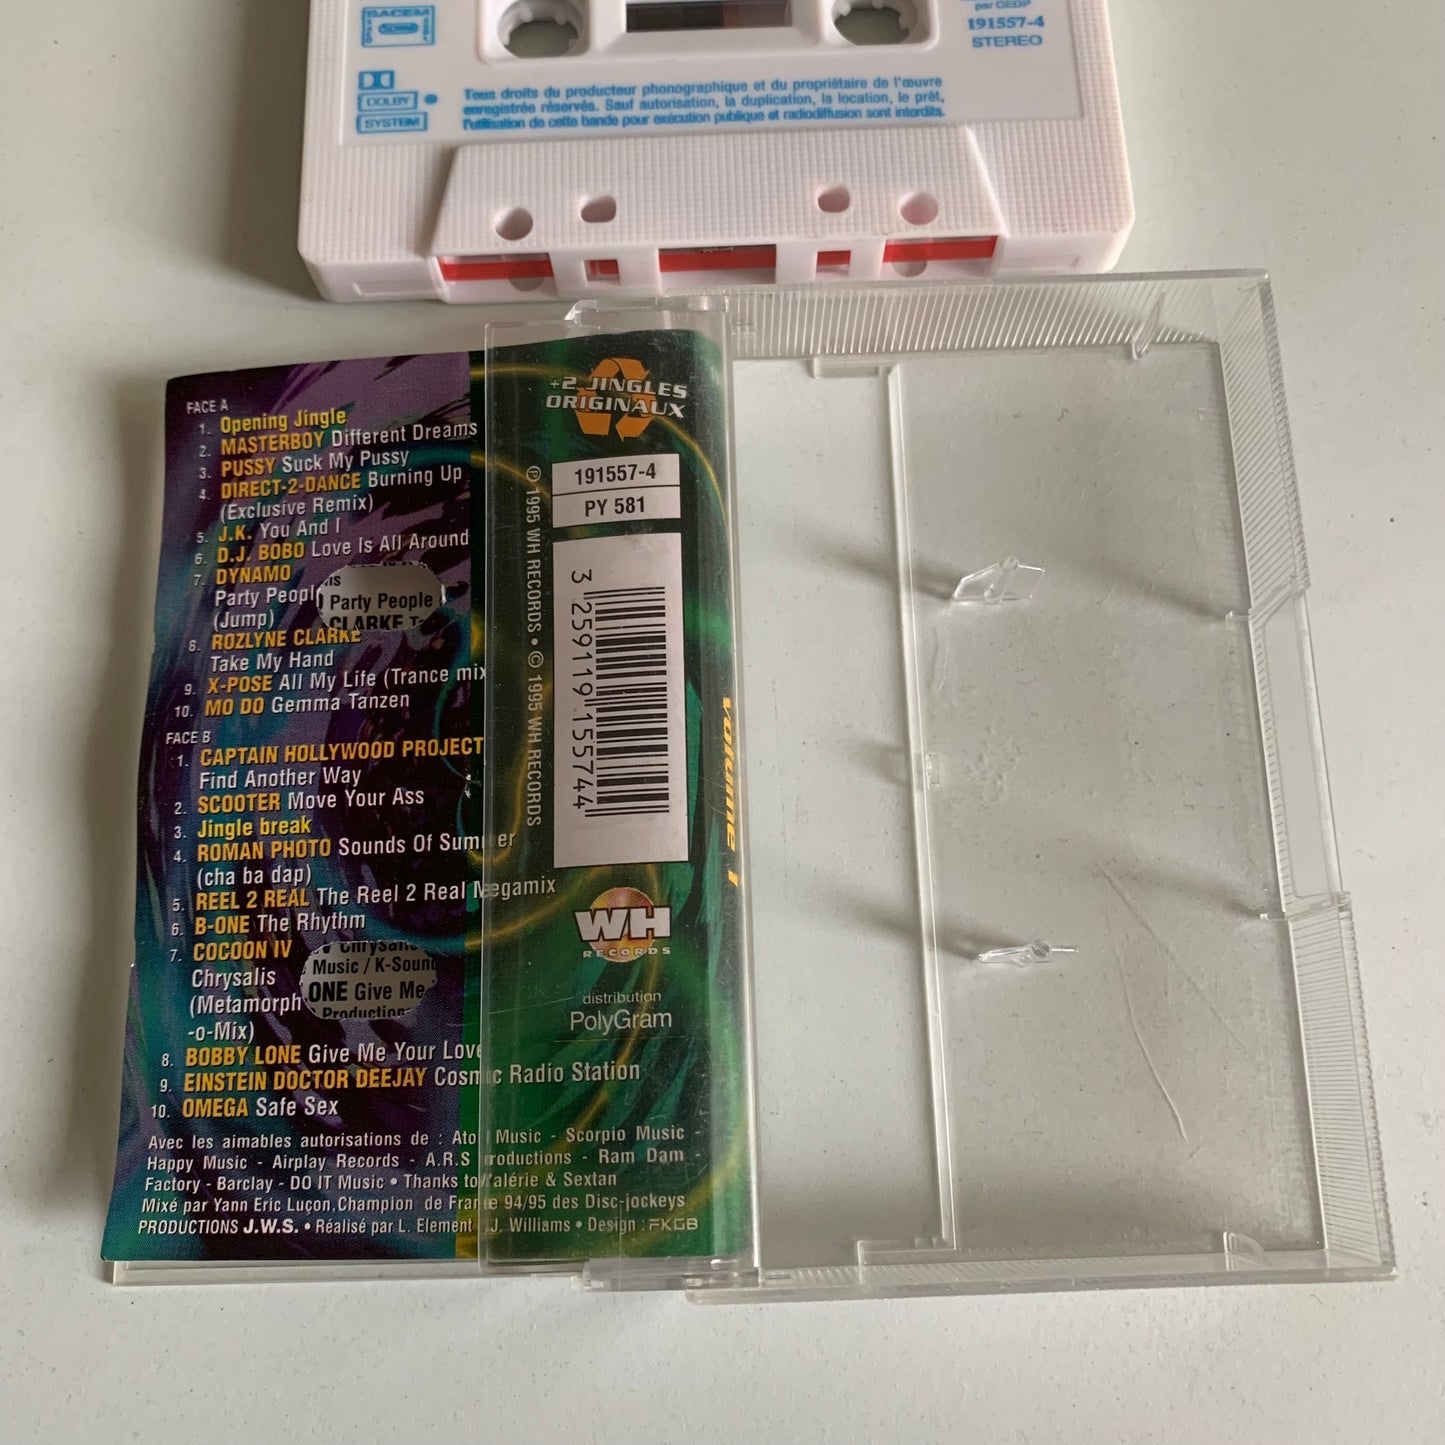 SACEM
SDRM
par CEDP
191557-4
STEREO
DOLBY
SYSTEM
Tous droits du producteur phonographique et du propriétaire de l'œuvre
enregistrée réservés. Sauf autorisation, la duplication, la location, le prêt,
l'utilisation de cette bande pour exécution publique et radiodiffusion sont interdits.
FACE A
1. Opening Jingle
2. MASTERBOY Different Dreams
3. PUSSY Suck My Pussy
4. DIRECT-2-DANCE Burning Up
(Exclusive Remix)
5. J.K. You And I
6. D.J. BOBO Love Is All Around
7. DYNAMO
Party Peopl
(Jump)
Party People
CLARKE T
8. ROZLYNE CLARKE
Take My Hand
9. X-POSE All My Life (Trance mix
10. MO DO Gemma Tanzen
FACE B
1. CAPTAIN HOLLYWOOD PROJECT
Find Another Way
2. SCOOTER Move Your Ass
3. Jingle break
4. ROMAN PHOTO Sounds Of Summer
(cha ba dap)
5. REEL 2 REAL The Reel 2 Real Megamix
6. B-ONE The Rhythm
7. COCOON IV
Chrysalis
(Metamorph
-o-Mix)
Chrysalis
Music / K-Soun
ONE Give Me
Production
8. BOBBY LONE Give Me Your Love
9. EINSTEIN DOCTOR DEEJAY Cosmic Radio Station
10. OMEGA Safe Sex
Avec les aimables autorisations de : Ato Music - Scorpio Music -
Happy Music - Airplay Records - A.R.S Productions - Ram Dam -
Factory - Barclay - DO IT Music • Thanks to Valérie & Sextan
Mixé par Yann Eric Luçon, Champion de France 94/95 des Disc-jockeys
PRODUCTIONS J.W.S. • Réalisé par L. Element J. Williams • Design : FKGB
+2 JINGLES
ORIGINAUX
191557-4
PY 581
℗ 1995 WH RECORDS • © 1995 WH RECORDS
3 259119 155744
WH
RECORDS
distribution
PolyGram
volume 1